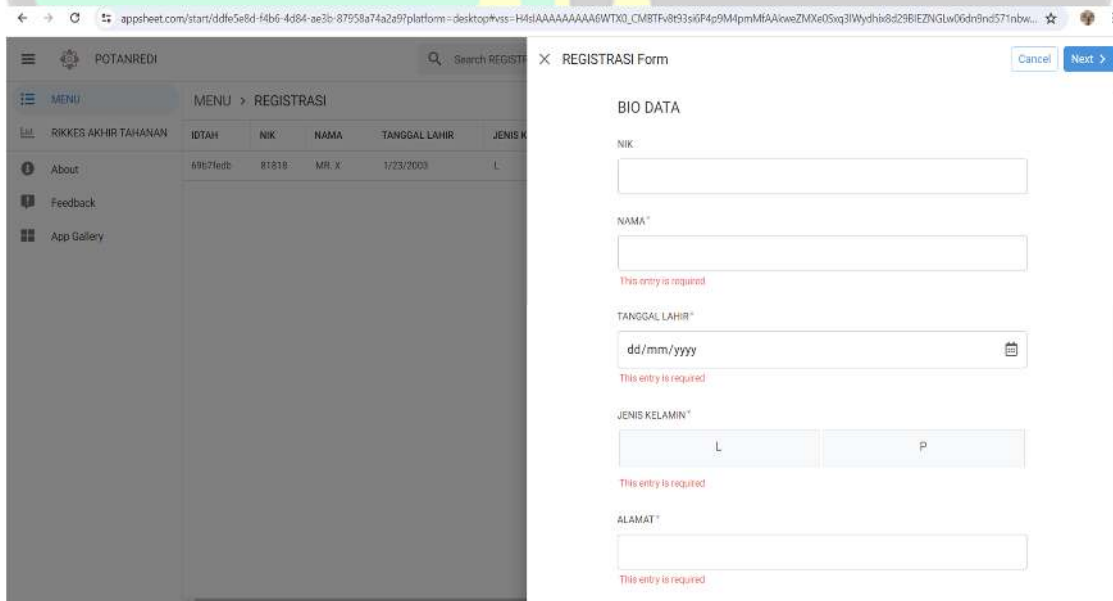 appsheet.com/start/ddfe5e8d-f4b6-4d84-ae3b-87958a74a2a9?platform=desktop#vss=
POTANREDI
Search REGISTR
REGISTRASI Form
Cancel
Next >
MENU
MENU > REGISTRASI
BIO DATA
RIKKES AKHIR TAHANAN
IDTAH NIK NAMA TANGGAL LAHIR JENIS K
NIK
About
69b7fedb 81818 MR. X 1/23/2003 L
Feedback
App Gallery
NAMA*
This entry is required
TANGGAL LAHIR*
dd/mm/yyyy
This entry is required
JENIS KELAMIN*
L P
This entry is required
ALAMAT*
This entry is required